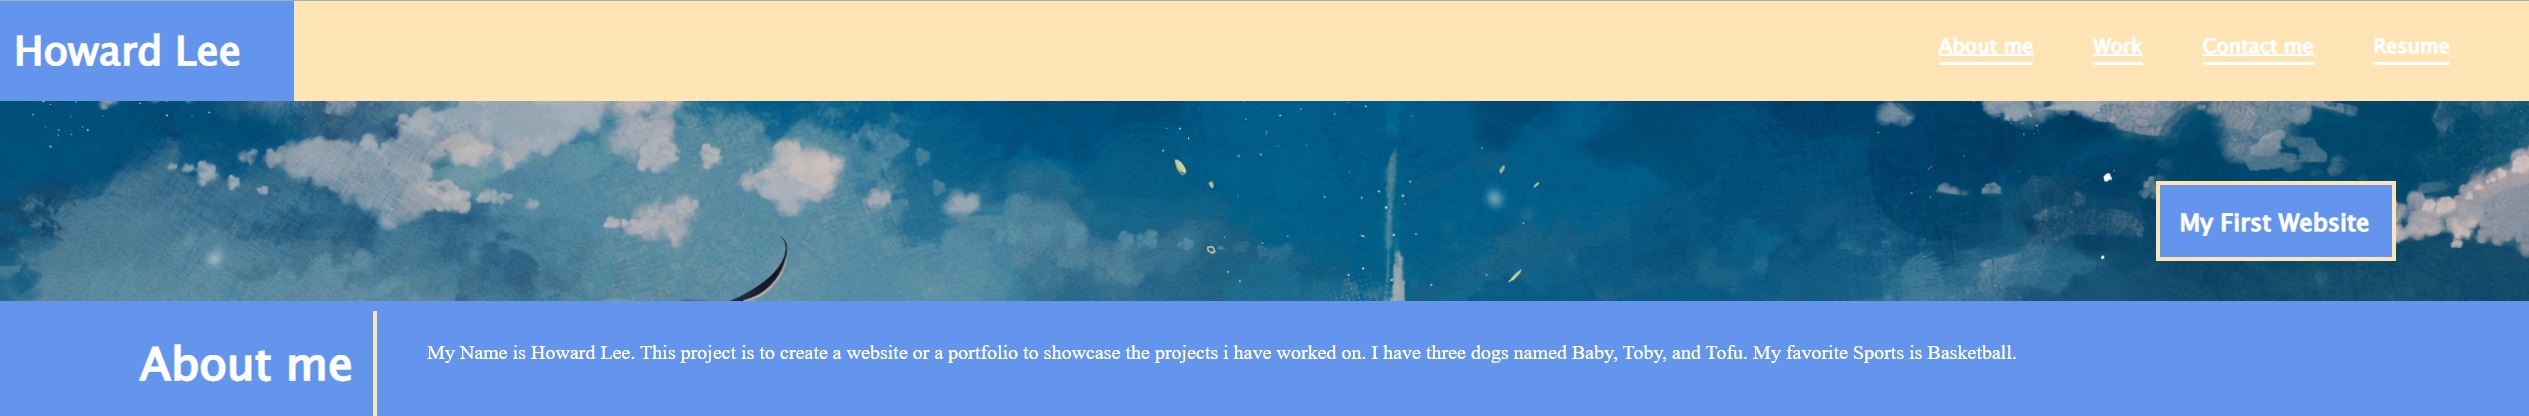 Howard Lee
About me Work Contact me Resume
My First Website
About me
My Name is Howard Lee. This project is to create a website or a portfolio to showcase the projects i have worked on. I have three dogs named Baby, Toby, and Tofu. My favorite Sports is Basketball.